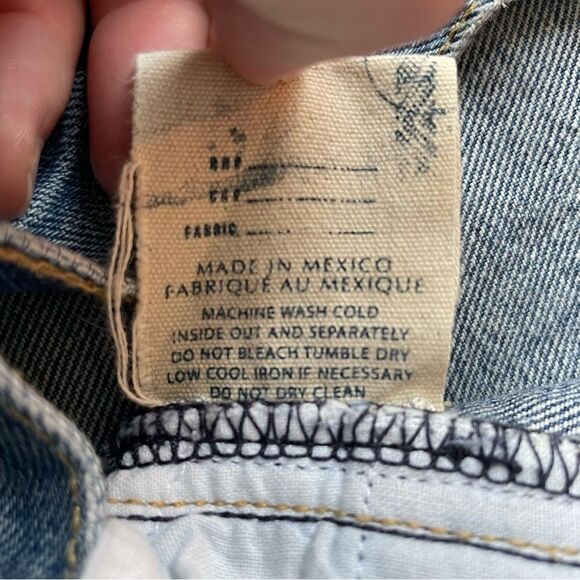 RN#
CA#
FABRIC
MADE IN MEXICO
FABRIQUÉ AU MEXIQUE
MACHINE WASH COLD
INSIDE OUT AND SEPARATELY
DO NOT BLEACH TUMBLE DRY
LOW COOL IRON IF NECESSARY
DO NOT DRY CLEAN